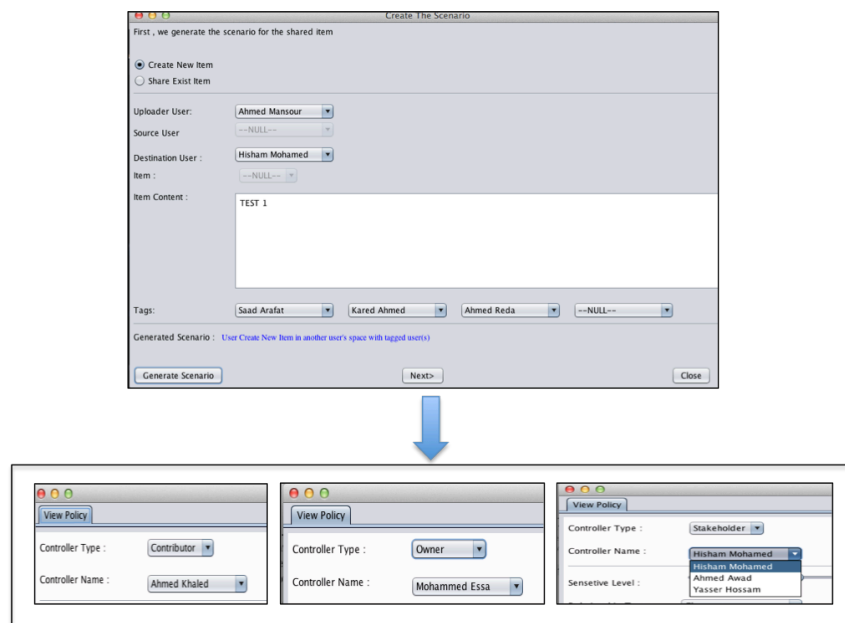 Create The Scenario
First , we generate the scenario for the shared item
Create New Item
Share Exist Item
Uploader User: Ahmed Mansour
Source User --NULL--
Destination User : Hisham Mohamed
Item : --NULL--
Item Content : TEST 1
Tags: Saad Arafat Kared Ahmed Ahmed Reda --NULL--
Generated Scenario : User Create New Item in another user's space with tagged user(s)
Generate Scenario Next> Close
View Policy
Controller Type : Contributor
Controller Name : Ahmed Khaled
View Policy
Controller Type : Owner
Controller Name : Mohammed Essa
View Policy
Controller Type : Stakeholder
Controller Name : Hisham Mohamed
Hisham Mohamed
Ahmed Awad
Yasser Hossam
Sensetive Level :